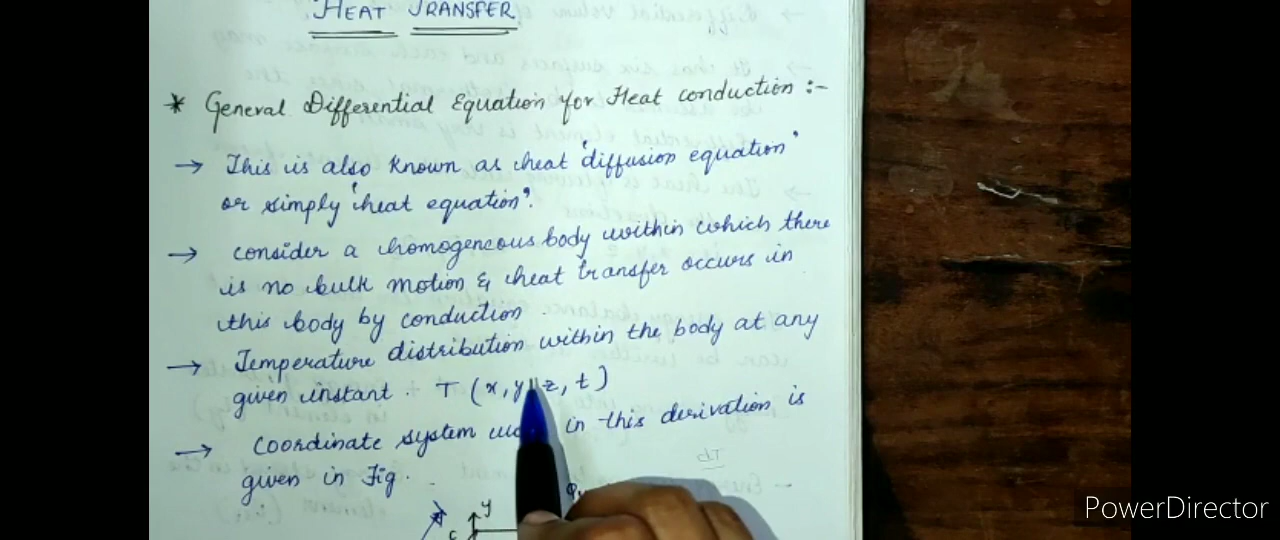 HEAT TRANSFER
* General Differential Equation for Heat conduction :-
→ This is also known as heat 'diffusion equation'
or simply 'heat equation'.
→ consider a homogeneous body within which there
is no bulk motion & heat transfer occurs in
this body by conduction.
→ Temperature distribution within the body at any
given instant. T (x, y, z, t)
→ Coordinate system in this derivation is
given in Fig.
y
PowerDirector